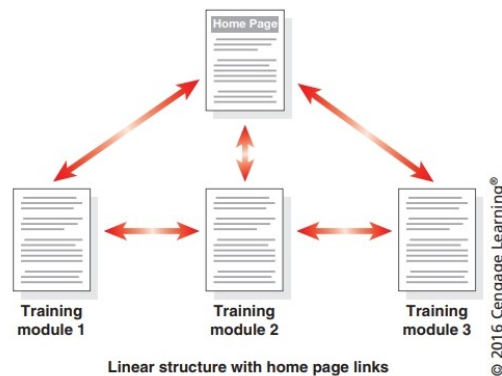 Home Page
Training
module 1
Training
module 2
Training
module 3
Linear structure with home page links
© 2016 Cengage Learning®